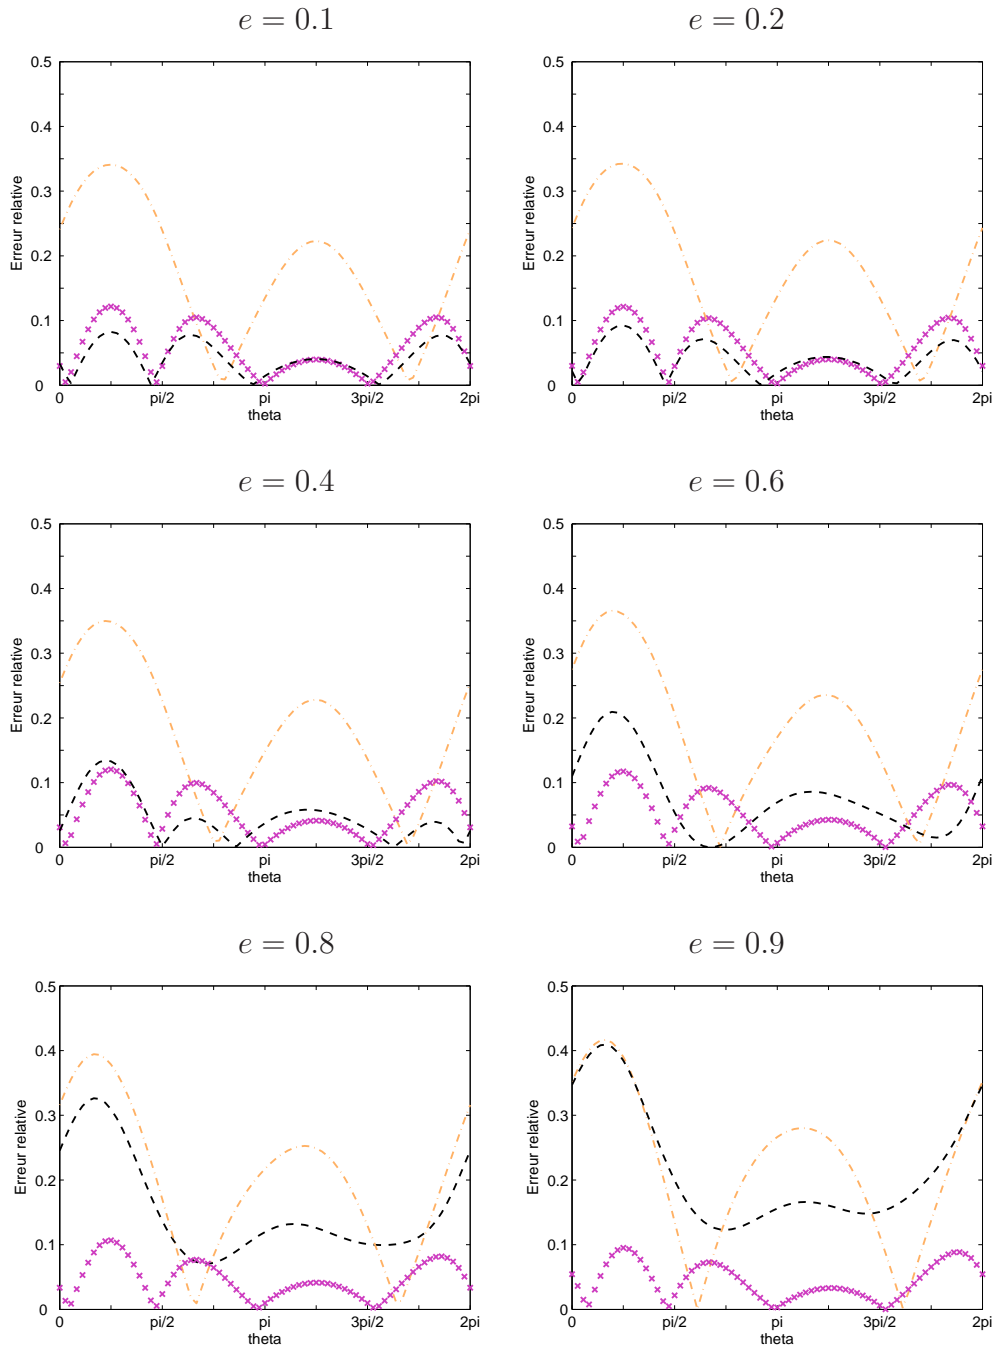 e = 0.1
0.5
0.4
0.3
0.2
0.1
0
Erreur relative
0 pi/2 pi 3pi/2 2pi
theta
e = 0.2
0.5
0.4
0.3
0.2
0.1
0
Erreur relative
0 pi/2 pi 3pi/2 2pi
theta
e = 0.4
0.5
0.4
0.3
0.2
0.1
0
Erreur relative
0 pi/2 pi 3pi/2 2pi
theta
e = 0.6
0.5
0.4
0.3
0.2
0.1
0
Erreur relative
0 pi/2 pi 3pi/2 2pi
theta
e = 0.8
0.5
0.4
0.3
0.2
0.1
0
Erreur relative
0 pi/2 pi 3pi/2 2pi
theta
e = 0.9
0.5
0.4
0.3
0.2
0.1
0
Erreur relative
0 pi/2 pi 3pi/2 2pi
theta